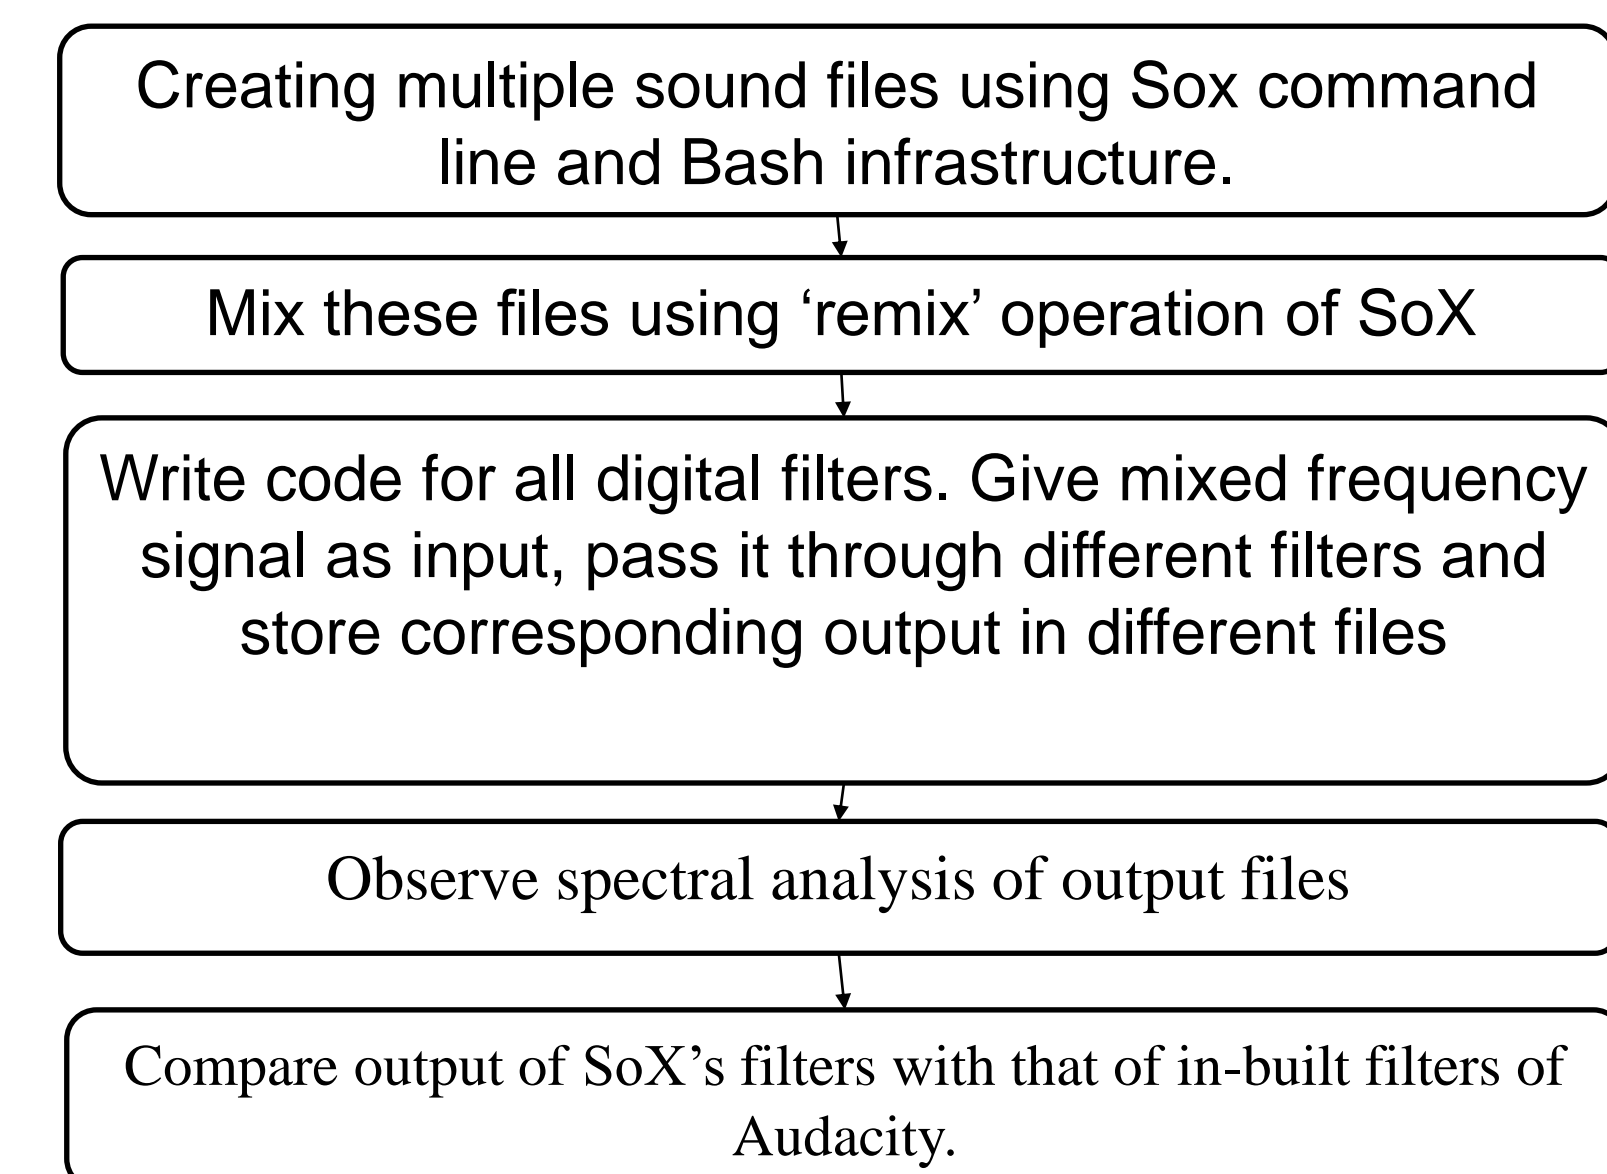 Creating multiple sound files using Sox command
line and Bash infrastructure.
Mix these files using ‘remix’ operation of SoX
Write code for all digital filters. Give mixed frequency
signal as input, pass it through different filters and
store corresponding output in different files
Observe spectral analysis of output files
Compare output of SoX’s filters with that of in-built filters of
Audacity.